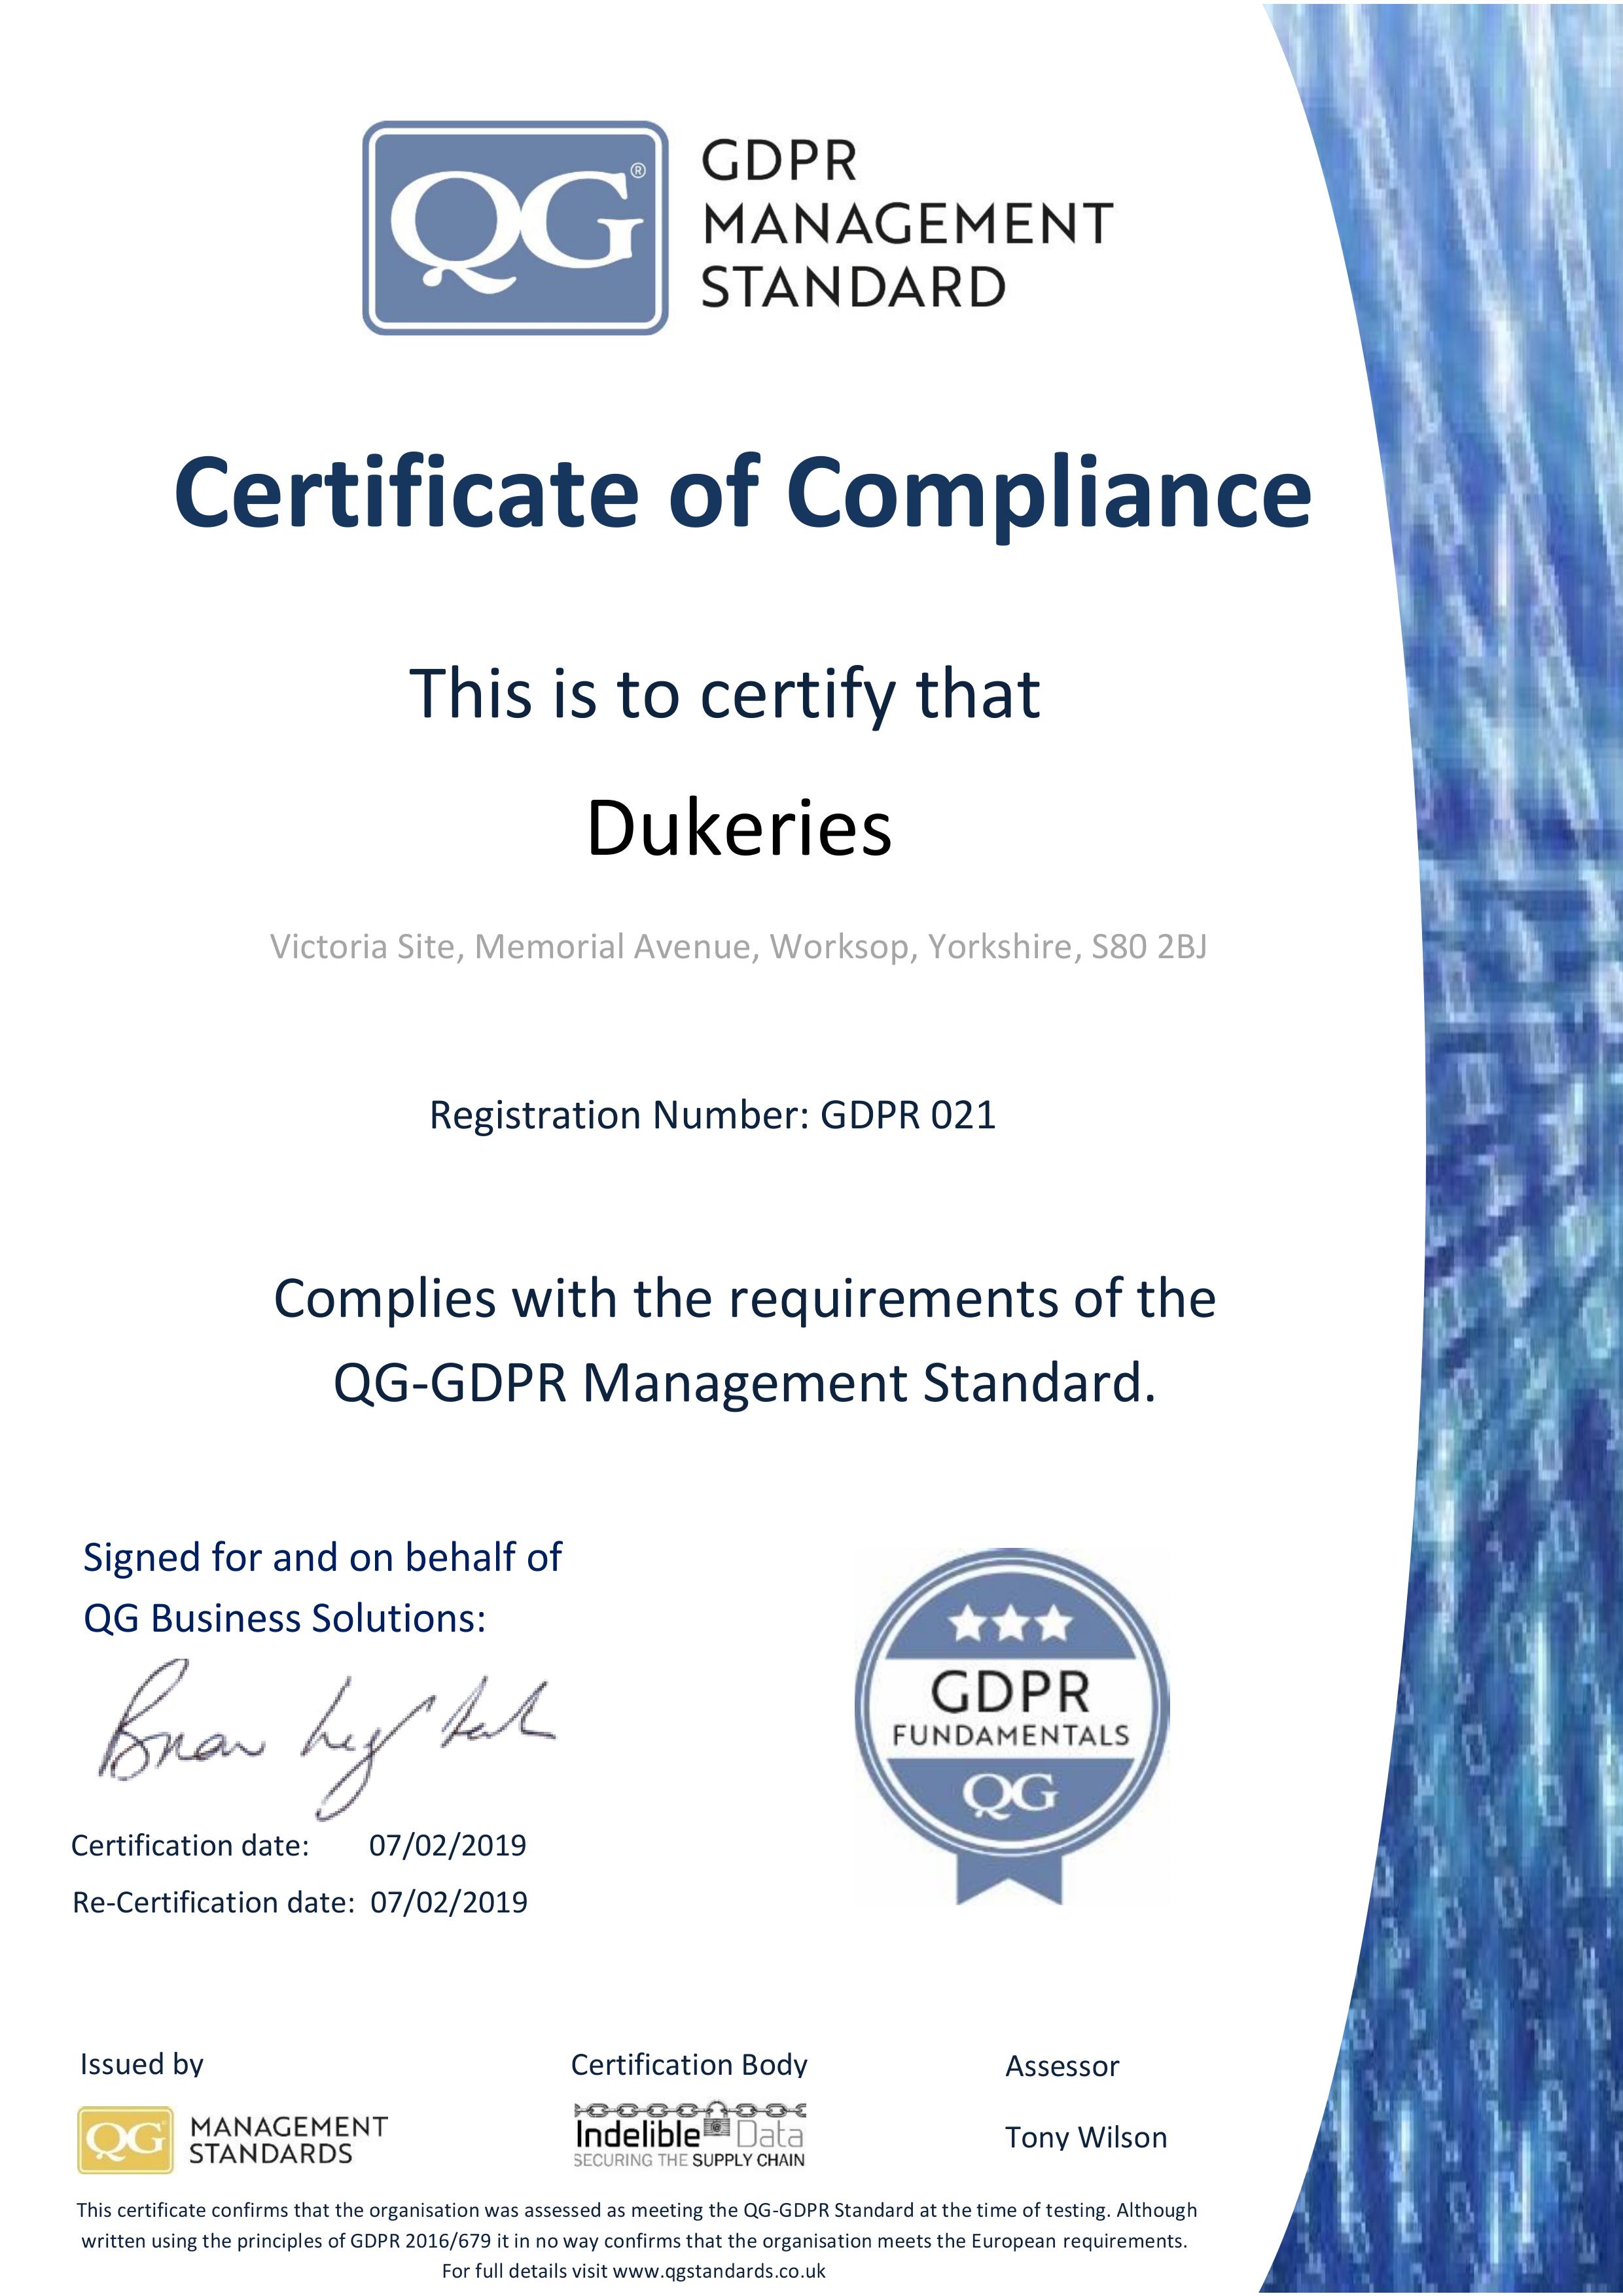 QG®
GDPR
MANAGEMENT
STANDARD
Certificate of Compliance
This is to certify that
Dukeries
Victoria Site, Memorial Avenue, Worksop, Yorkshire, S80 2BJ
Registration Number: GDPR 021
Complies with the requirements of the
QG-GDPR Management Standard.
Signed for and on behalf of
QG Business Solutions:
Brian
GDPR
FUNDAMENTALS
QG
Certification date: 07/02/2019
Re-Certification date: 07/02/2019
Issued by
QG
MANAGEMENT
STANDARDS
Certification Body
Indelible Data
SECURING THE SUPPLY CHAIN
Assessor
Tony Wilson
This certificate confirms that the organisation was assessed as meeting the QG-GDPR Standard at the time of testing. Although
written using the principles of GDPR 2016/679 it in no way confirms that the organisation meets the European requirements.
For full details visit www.qgstandards.co.uk